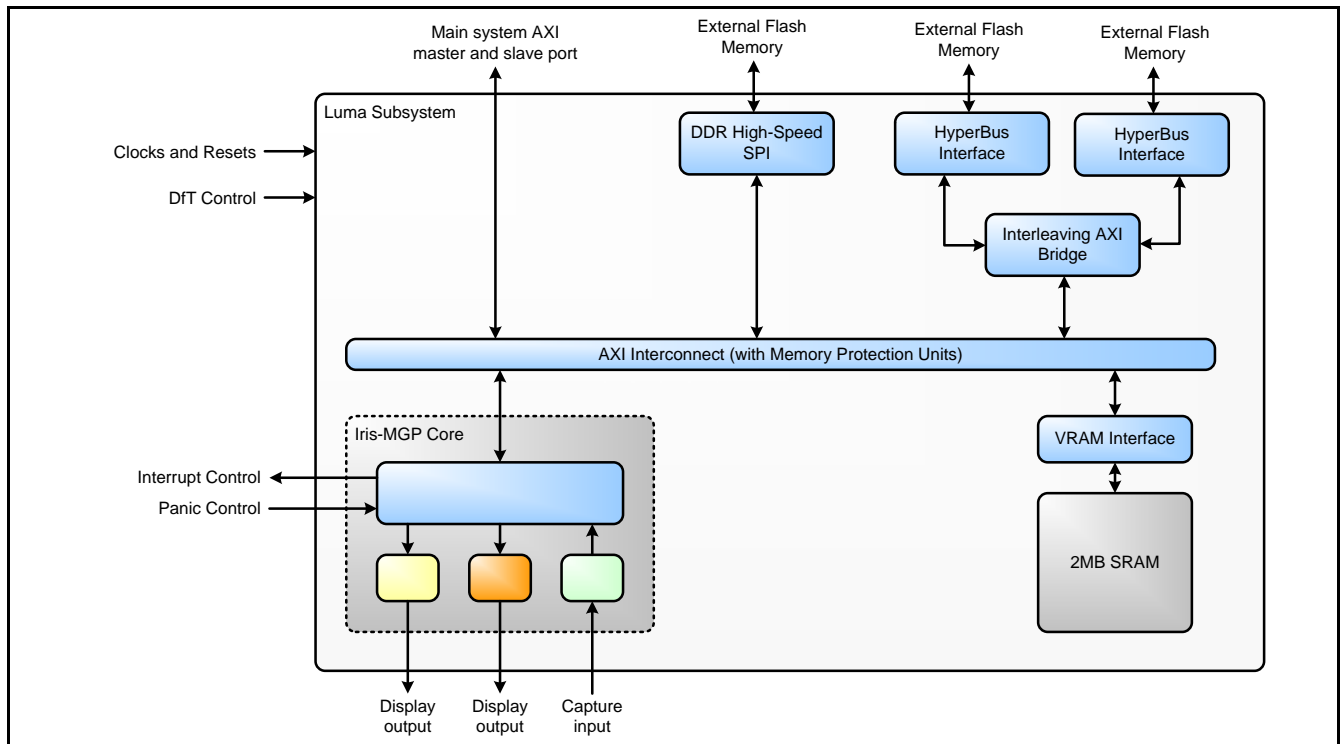 Main system AXI
master and slave port
External Flash
Memory
External Flash
Memory
External Flash
Memory
Luma Subsystem
DDR High-Speed
SPI
HyperBus
Interface
HyperBus
Interface
Clocks and Resets
DfT Control
Interleaving AXI
Bridge
AXI Interconnect (with Memory Protection Units)
Iris-MGP Core
VRAM Interface
Interrupt Control
Panic Control
2MB SRAM
Display
output
Display
output
Capture
input